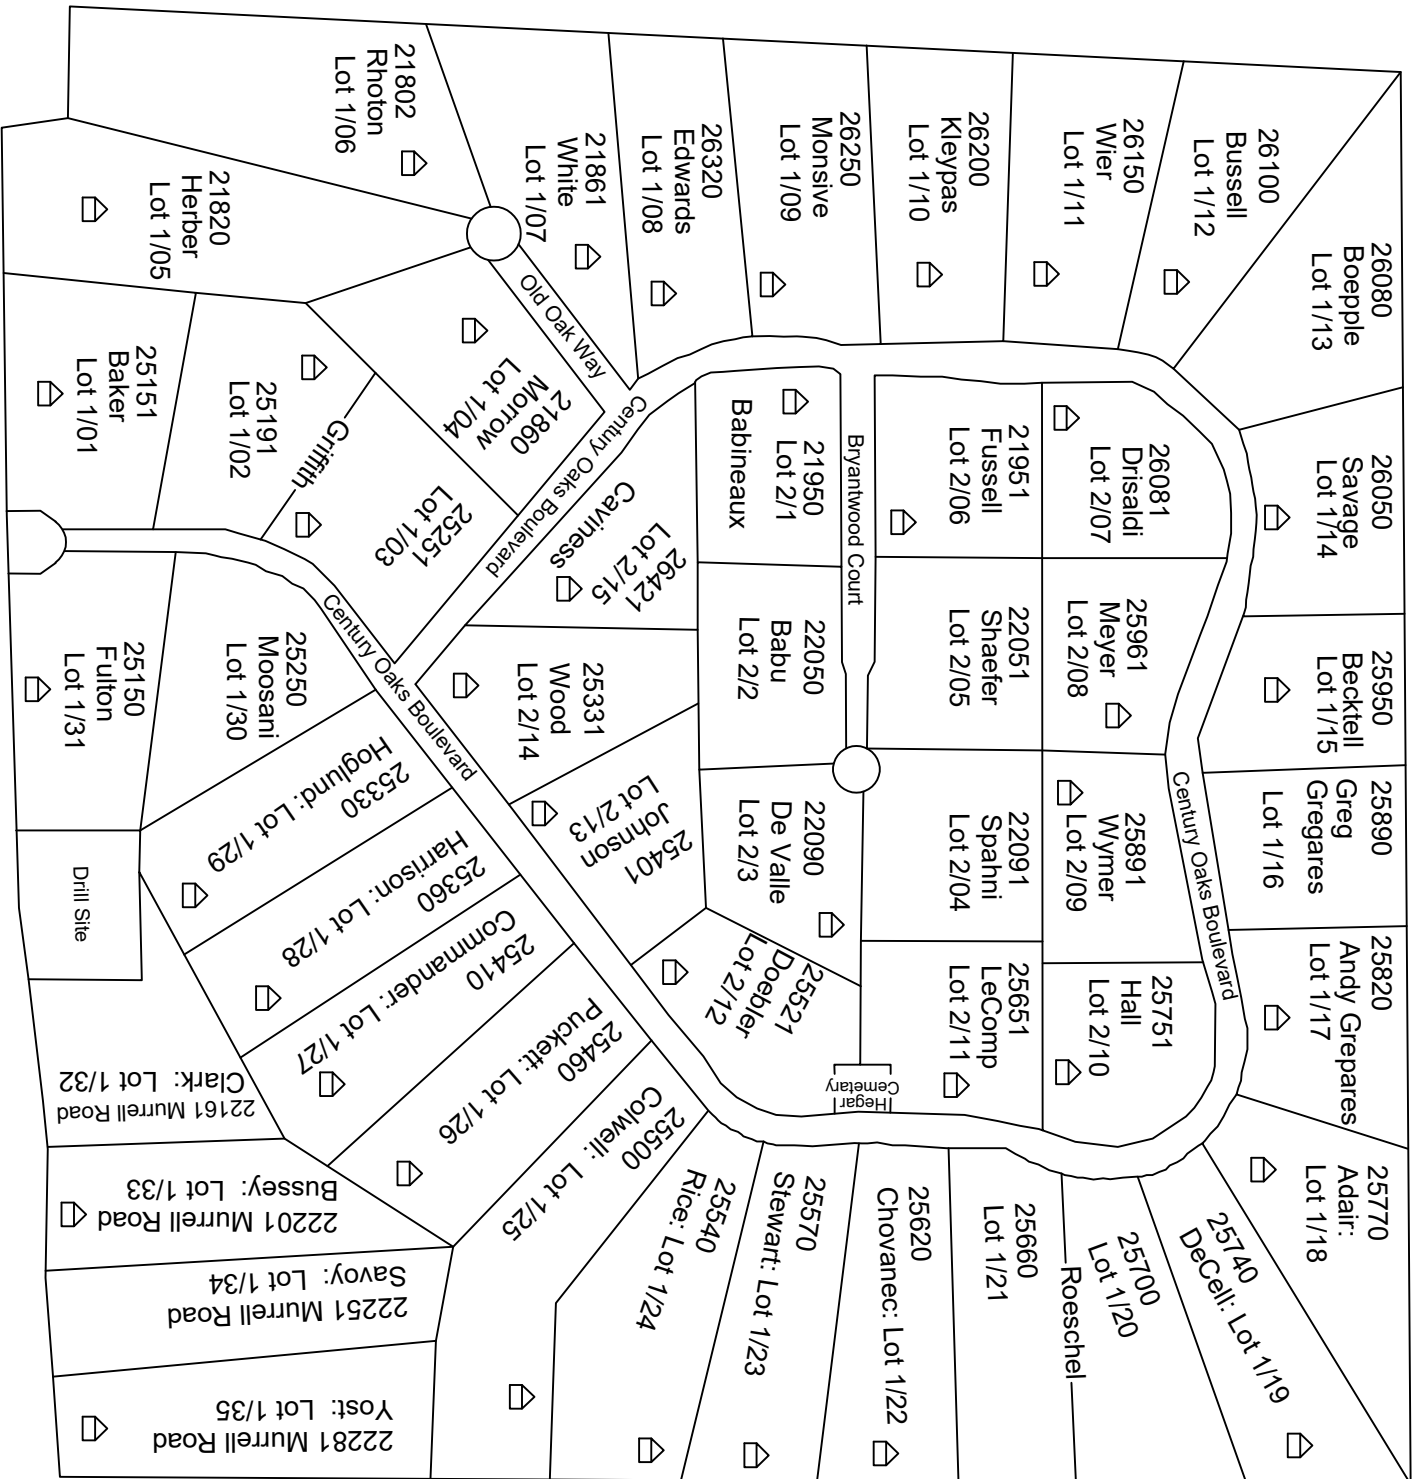 21802
Rhoton
Lot 1/06
21820
Herber
Lot 1/05
21861
White
Lot 1/07
26320
Edwards
Lot 1/08
26250
Monsive
Lot 1/09
26200
Kleypas
Lot 1/10
26150
Wier
Lot 1/11
26100
Bussell
Lot 1/12
26080
Boepple
Lot 1/13
Old Oak Way
25151
Baker
Lot 1/01
25191
Lot 1/02
Griffith
25251
Lot 1/03
21860
Morrow
Lot 1/04
Century Oaks Boulevard
26421
Lot 2/15
Caviness
21950
Lot 2/1
Babineaux
Bryantwood Court
21951
Fussell
Lot 2/06
26081
Drisaldi
Lot 2/07
26050
Savage
Lot 1/14
25150
Fulton
Lot 1/31
25250
Moosani
Lot 1/30
Century Oaks Boulevard
25331
Wood
Lot 2/14
22050
Babu
Lot 2/2
22051
Shaefer
Lot 2/05
25961
Meyer
Lot 2/08
25950
Becktell
Lot 1/15
Drill Site
25330
Hoglund: Lot 1/29
25360
Harrison: Lot 1/28
25410
Commander: Lot 1/27
25460
Puckett: Lot 1/26
25500
Colwell: Lot 1/25
25401
Johnson
Lot 2/13
22090
De Valle
Lot 2/3
22091
Spahni
Lot 2/04
25891
Wymer
Lot 2/09
Century Oaks Boulevard
25890
Greg
Gregares
Lot 1/16
25521
Doebler
Lot 2/12
25651
LeComp
Lot 2/11
25751
Hall
Lot 2/10
25820
Andy Grepares
Lot 1/17
Hegar
Cemetary
22161 Murrell Road
Clark: Lot 1/32
22201 Murrell Road
Bussey: Lot 1/33
22251 Murrell Road
Savoy: Lot 1/34
22281 Murrell Road
Yost: Lot 1/35
25540
Rice: Lot 1/24
25570
Stewart: Lot 1/23
25620
Chovanec: Lot 1/22
25660
Lot 1/21
Roeschel
25700
Lot 1/20
25740
DeCell: Lot 1/19
25770
Adair:
Lot 1/18